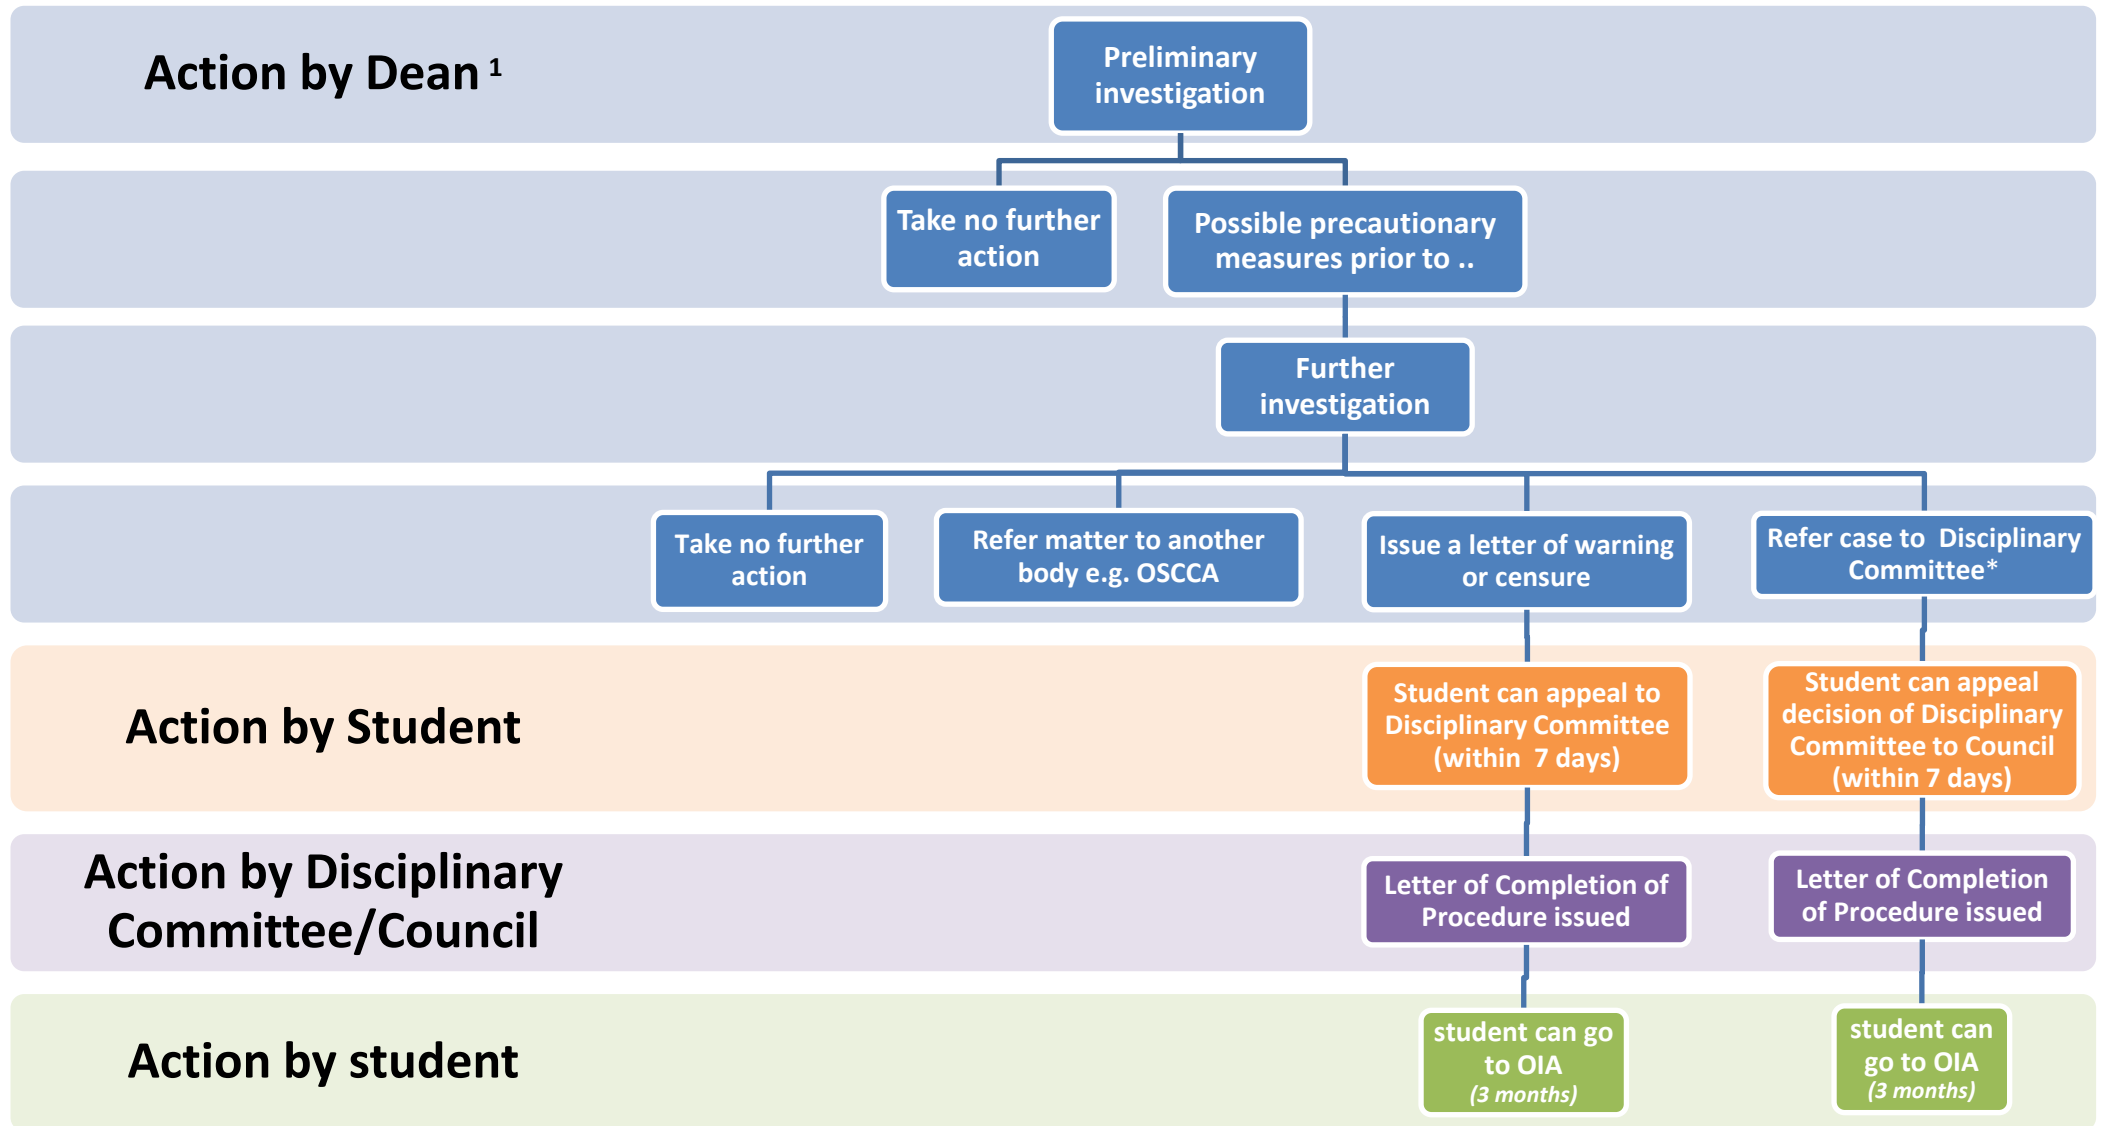 Action by Dean 1
Preliminary
investigation
Take no further
action
Possible precautionary
measures prior to ..
Further
investigation
Take no further
action
Refer matter to another
body e.g. OSCCA
Issue a letter of warning
or censure
Refer case to  Disciplinary
Committee*
Action by Student
Student can appeal to
Disciplinary Committee
(within  7 days)
Student can appeal
decision of Disciplinary
Committee to Council
(within 7 days)
Action by Disciplinary
Committee/Council
Letter of Completion of
Procedure issued
Letter of Completion
of Procedure issued
Action by student
student can go
to OIA
(3 months)
student can
go to OIA
(3 months)